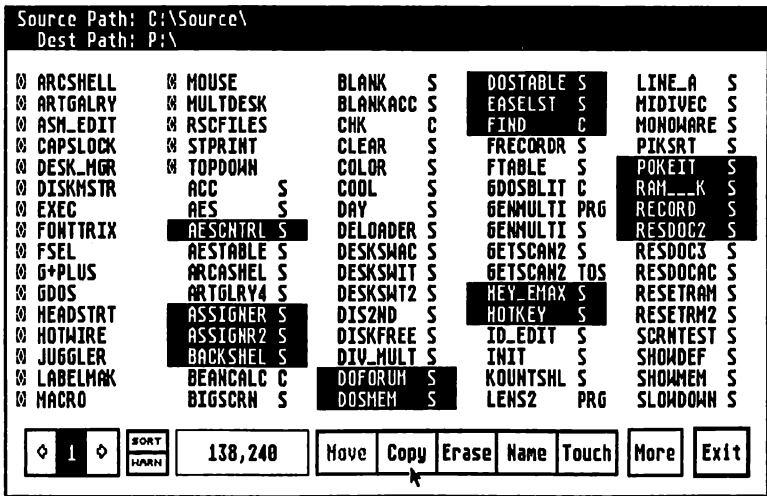 Source Path: C:\Source\
Dest Path: P:\
ARCSHELL MOUSE BLANK S DOSTABLE S LINE_A S
ARTGALRY MULTDESK BLANKACC S EASELST S MIDIVEC S
ASM_EDIT RSCFILES CHK C FIND C MONOWARE S
CAPSLOCK STPRINT CLEAR S FRECORDR S PIKSRT S
DESK_MGR TOPDOWN COLOR S FTABLE S POKEIT S
DISKMSTR ACC S COOL S GDOSBLIT C RAM___K S
EXEC AES S DAY S GENMULTI PRG RECORD S
FONTTRIX AESCNTRL S DELOADER S GENMULTI S RESDOC2 S
FSEL AESTABLE S DESKSWAC S GETSCAN2 S RESDOC3 S
G+PLUS ARCASHEL S DESKSWIT S GETSCAN2 TOS RESDOCAC S
GDOS ARTGLRY4 S DESKSWT2 S KEY_EMAX S RESETRAM S
HEADSTRT ASSIGNER S DIS2ND S HOTKEY S RESETRM2 S
HOTWIRE ASSIGNR2 S DISKFREE S ID_EDIT S SCRNTEST S
JUGGLER BACKSHEL S DIV_MULT S INIT S SHOWDEF S
LABELMAK BEANCALC C DOFORUM S KOUNTSHL S SHOWMEM S
MACRO BIGSCRN S DOSMEM S LENS2 PRG SLOWDOWN S
1 SORT WARN 138,240 Move Copy Erase Name Touch More Exit